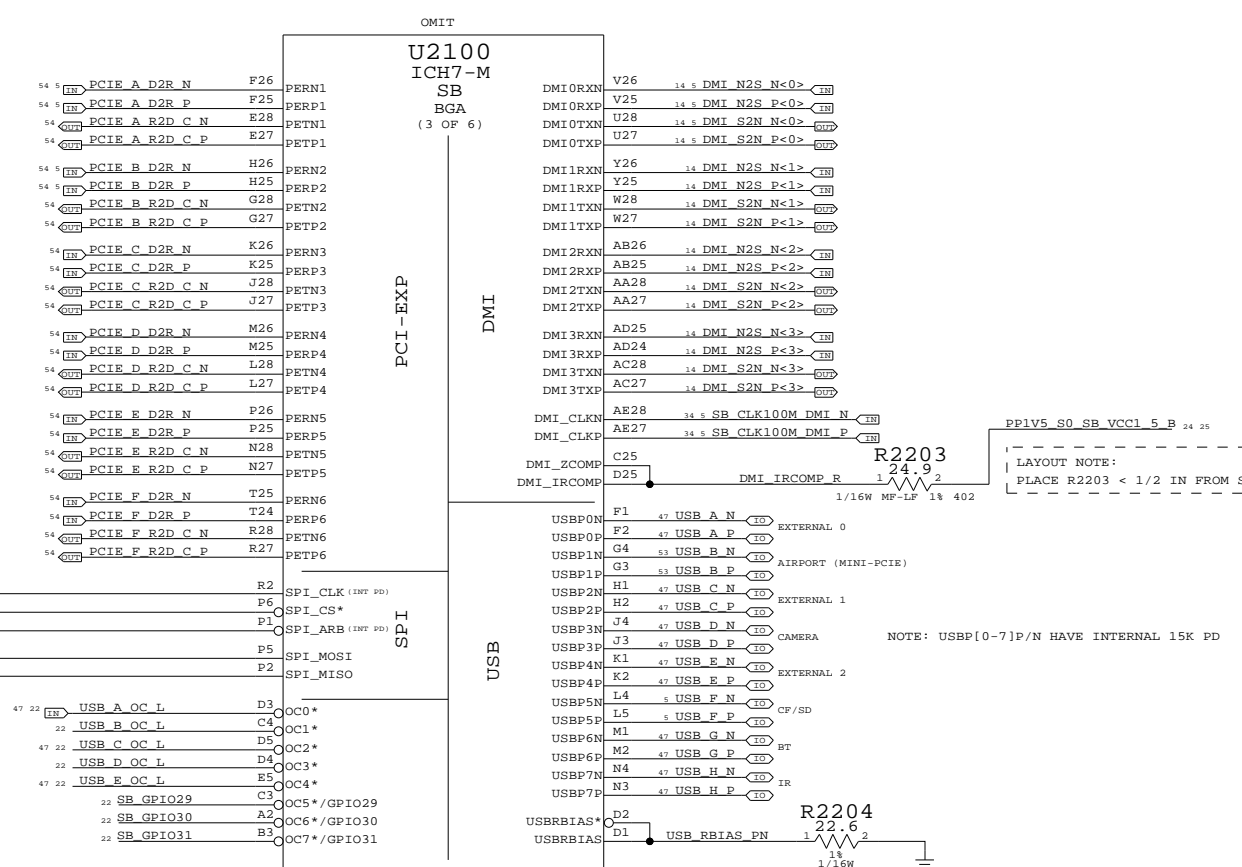 OMIT
U2100
ICH7-M
SB
BGA
(3 OF 6)
54 5 IN PCIE_A_D2R_N F26 PERN1
54 5 IN PCIE_A_D2R_P F25 PERP1
54 OUT PCIE_A_R2D_C_N E28 PETN1
54 OUT PCIE_A_R2D_C_P E27 PETP1
54 5 IN PCIE_B_D2R_N H26 PERN2
54 5 IN PCIE_B_D2R_P H25 PERP2
54 OUT PCIE_B_R2D_C_N G28 PETN2
54 OUT PCIE_B_R2D_C_P G27 PETP2
54 IN PCIE_C_D2R_N K26 PERN3
54 IN PCIE_C_D2R_P K25 PERP3
54 OUT PCIE_C_R2D_C_N J28 PETN3
54 OUT PCIE_C_R2D_C_P J27 PETP3
54 IN PCIE_D_D2R_N M26 PERN4
54 IN PCIE_D_D2R_P M25 PERP4
54 OUT PCIE_D_R2D_C_N L28 PETN4
54 OUT PCIE_D_R2D_C_P L27 PETP4
54 IN PCIE_E_D2R_N P26 PERN5
54 IN PCIE_E_D2R_P P25 PERP5
54 OUT PCIE_E_R2D_C_N N28 PETN5
54 OUT PCIE_E_R2D_C_P N27 PETP5
54 IN PCIE_F_D2R_N T25 PERN6
54 IN PCIE_F_D2R_P T24 PERP6
54 OUT PCIE_F_R2D_C_N R28 PETN6
54 OUT PCIE_F_R2D_C_P R27 PETP6
PCI-EXP
R2 SPI_CLK (INT PD)
P6 SPI_CS*
P1 SPI_ARB (INT PD)
P5 SPI_MOSI
P2 SPI_MISO
SPI
47 22 IN USB_A_OC_L D3 OC0*
22 USB_B_OC_L C4 OC1*
47 22 USB_C_OC_L D5 OC2*
22 USB_D_OC_L D4 OC3*
47 22 USB_E_OC_L E5 OC4*
22 SB_GPIO29 C3 OC5*/GPIO29
22 SB_GPIO30 A2 OC6*/GPIO30
22 SB_GPIO31 B3 OC7*/GPIO31
DMI
DMI0RXN V26 14 5 DMI_N2S_N<0> IN
DMI0RXP V25 14 5 DMI_N2S_P<0> IN
DMI0TXN U28 14 5 DMI_S2N_N<0> OUT
DMI0TXP U27 14 5 DMI_S2N_P<0> OUT
DMI1RXN Y26 14 DMI_N2S_N<1> IN
DMI1RXP Y25 14 DMI_N2S_P<1> IN
DMI1TXN W28 14 DMI_S2N_N<1> OUT
DMI1TXP W27 14 DMI_S2N_P<1> OUT
DMI2RXN AB26 14 DMI_N2S_N<2> IN
DMI2RXP AB25 14 DMI_N2S_P<2> IN
DMI2TXN AA28 14 DMI_S2N_N<2> OUT
DMI2TXP AA27 14 DMI_S2N_P<2> OUT
DMI3RXN AD25 14 DMI_N2S_N<3> IN
DMI3RXP AD24 14 DMI_N2S_P<3> IN
DMI3TXN AC28 14 DMI_S2N_N<3> OUT
DMI3TXP AC27 14 DMI_S2N_P<3> OUT
DMI_CLKN AE28 34 5 SB_CLK100M_DMI_N IN
DMI_CLKP AE27 34 5 SB_CLK100M_DMI_P IN
DMI_ZCOMP C25
DMI_IRCOMP D25 DMI_IRCOMP_R
R2203
24.9
1 2
1/16W MF-LF 1% 402
PP1V5_S0_SB_VCC1_5_B 24 25
LAYOUT NOTE:
PLACE R2203 < 1/2 IN FROM S
USB
USBP0N F1 47 USB_A_N IO
USBP0P F2 47 USB_A_P IO
EXTERNAL 0
USBP1N G4 53 USB_B_N IO
USBP1P G3 53 USB_B_P IO
AIRPORT (MINI-PCIE)
USBP2N H1 47 USB_C_N IO
USBP2P H2 47 USB_C_P IO
EXTERNAL 1
USBP3N J4 47 USB_D_N IO
USBP3P J3 47 USB_D_P IO
CAMERA
USBP4N K1 47 USB_E_N IO
USBP4P K2 47 USB_E_P IO
EXTERNAL 2
USBP5N L4 5 USB_F_N IO
USBP5P L5 5 USB_F_P IO
CF/SD
USBP6N M1 47 USB_G_N IO
USBP6P M2 47 USB_G_P IO
BT
USBP7N N4 47 USB_H_N IO
USBP7P N3 47 USB_H_P IO
IR
NOTE: USBP[0-7]P/N HAVE INTERNAL 15K PD
USBRBIAS* D2
USBRBIAS D1 USB_RBIAS_PN
R2204
22.6
1 2
1%
1/16W